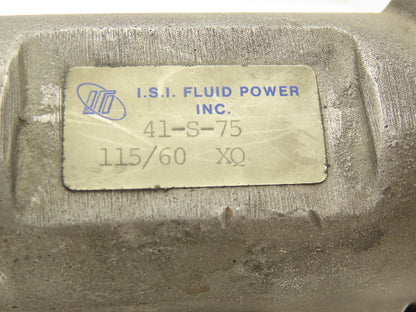 I.S.I. FLUID POWER
INC.
41-S-75
115/60 XQ